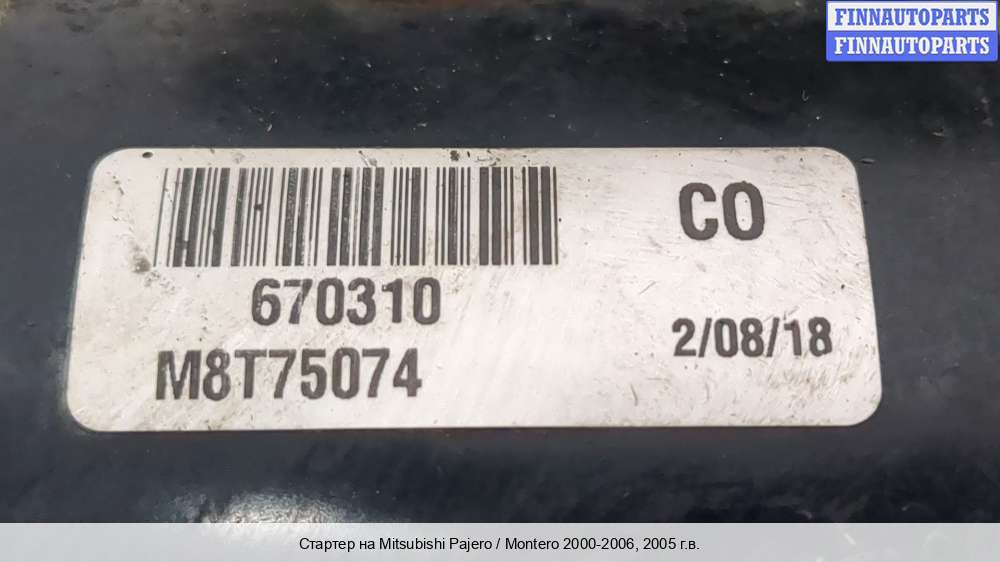 FINNAUTOPARTS
FINNAUTOPARTS
CO
670310
2/08/18
M8T75074
Стартер на Mitsubishi Pajero / Montero 2000-2006, 2005 г.в.